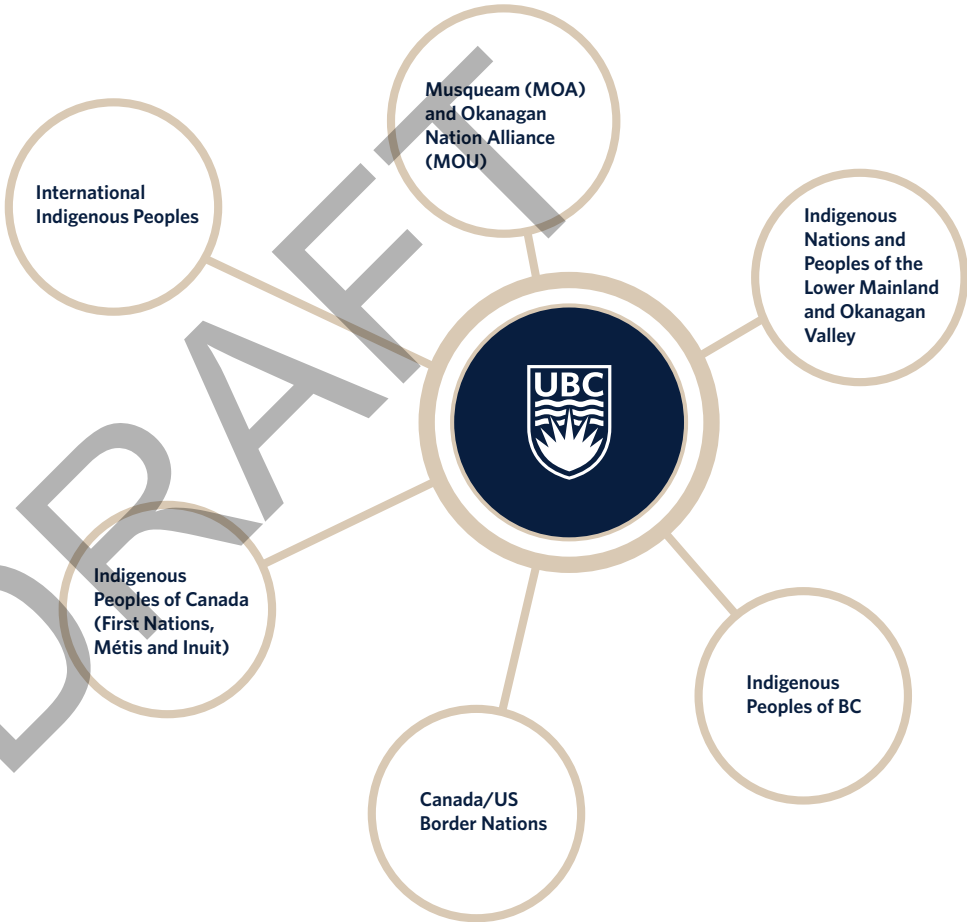 Musqueam (MOA)
and Okanagan
Nation Alliance
(MOU)
International
Indigenous Peoples
Indigenous
Nations and
Peoples of the
Lower Mainland
and Okanagan
Valley
UBC
Indigenous
Peoples of Canada
(First Nations,
Métis and Inuit)
Indigenous
Peoples of BC
Canada/US
Border Nations
DRAFT